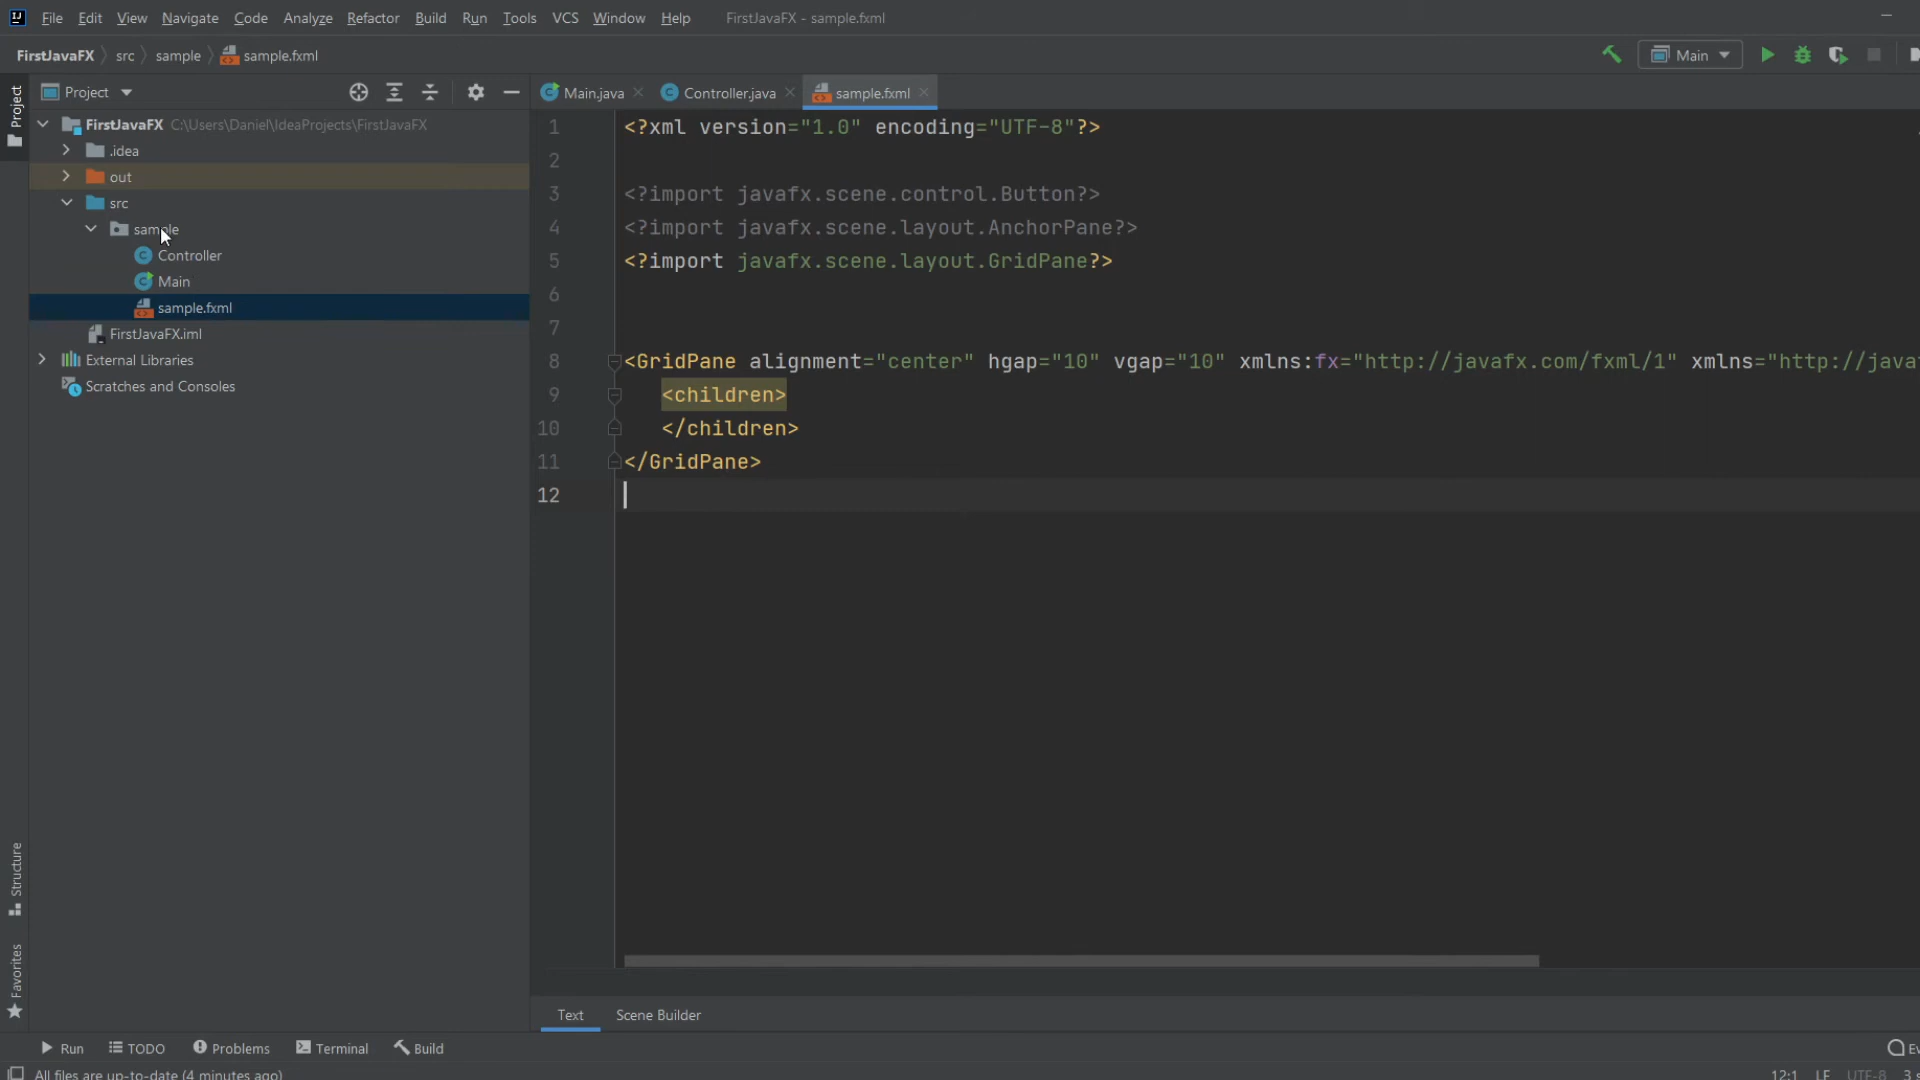 File Edit View Navigate Code Analyze Refactor Build Run Tools VCS Window Help FirstJavaFX - sample.fxml
FirstJavaFX src sample sample.fxml Main
Project Project Main.java Controller.java sample.fxml
FirstJavaFX C:\Users\Daniel\IdeaProjects\FirstJavaFX
.idea
out
src
sample
Controller
Main
sample.fxml
FirstJavaFX.iml
External Libraries
Scratches and Consoles
1 <?xml version="1.0" encoding="UTF-8"?>
2
3 <?import javafx.scene.control.Button?>
4 <?import javafx.scene.layout.AnchorPane?>
5 <?import javafx.scene.layout.GridPane?>
6
7
8 <GridPane alignment="center" hgap="10" vgap="10" xmlns:fx="http://javafx.com/fxml/1" xmlns="http://java
9 <children>
10 </children>
11 </GridPane>
12
Structure
Favorites
Text Scene Builder
Run TODO Problems Terminal Build
All files are up-to-date (4 minutes ago) 12:1 LF UTF-8